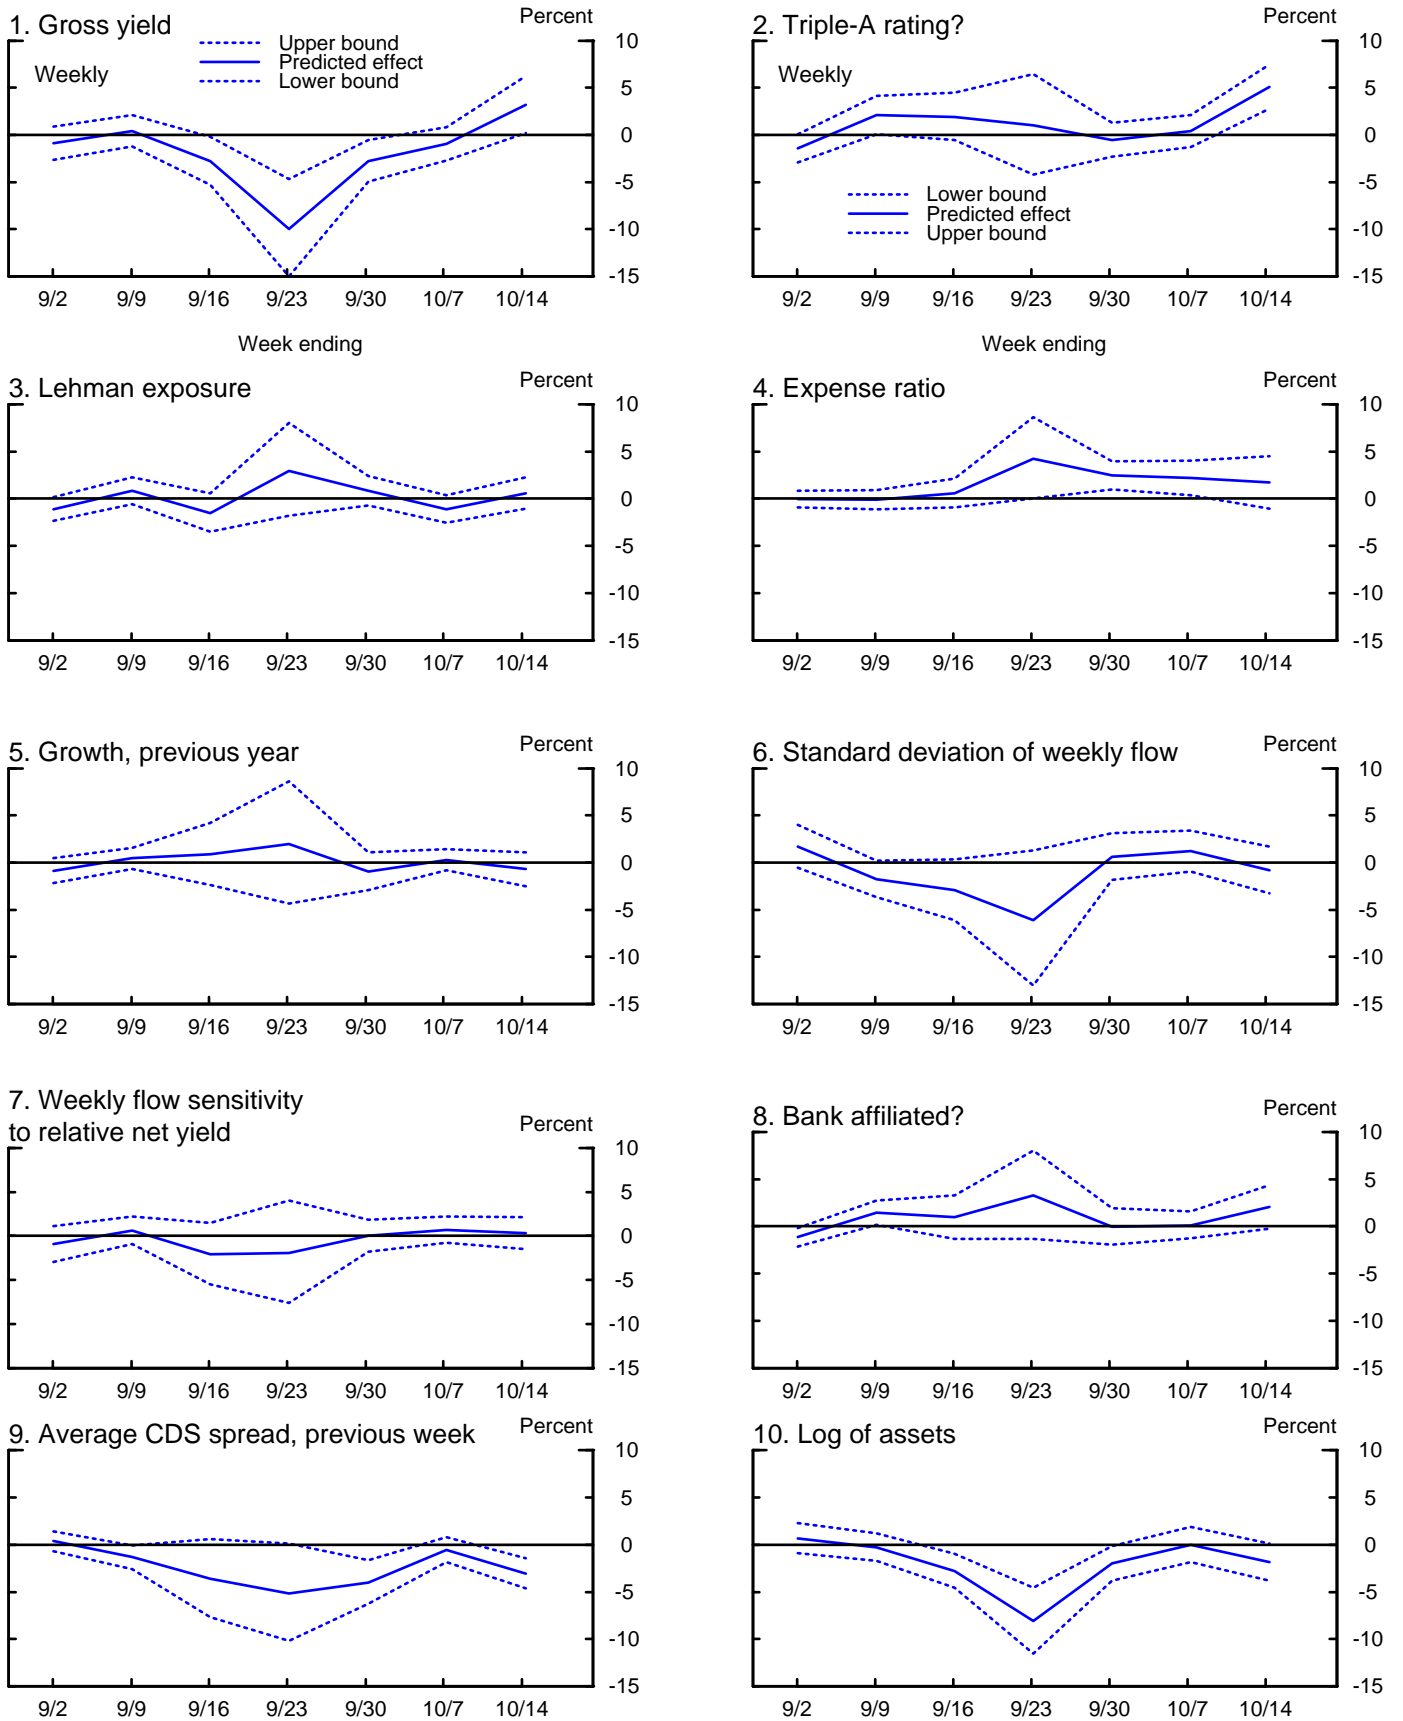 1. Gross yield
Percent
Upper bound
Predicted effect
Lower bound
Weekly
10
5
0
-5
-10
-15
9/2 9/9 9/16 9/23 9/30 10/7 10/14
Week ending
2. Triple-A rating?
Percent
Weekly
Lower bound
Predicted effect
Upper bound
10
5
0
-5
-10
-15
9/2 9/9 9/16 9/23 9/30 10/7 10/14
Week ending
3. Lehman exposure
Percent
10
5
0
-5
-10
-15
9/2 9/9 9/16 9/23 9/30 10/7 10/14
4. Expense ratio
Percent
10
5
0
-5
-10
-15
9/2 9/9 9/16 9/23 9/30 10/7 10/14
5. Growth, previous year
Percent
10
5
0
-5
-10
-15
9/2 9/9 9/16 9/23 9/30 10/7 10/14
6. Standard deviation of weekly flow
Percent
10
5
0
-5
-10
-15
9/2 9/9 9/16 9/23 9/30 10/7 10/14
7. Weekly flow sensitivity
to relative net yield
Percent
10
5
0
-5
-10
-15
9/2 9/9 9/16 9/23 9/30 10/7 10/14
8. Bank affiliated?
Percent
10
5
0
-5
-10
-15
9/2 9/9 9/16 9/23 9/30 10/7 10/14
9. Average CDS spread, previous week
Percent
10
5
0
-5
-10
-15
9/2 9/9 9/16 9/23 9/30 10/7 10/14
10. Log of assets
Percent
10
5
0
-5
-10
-15
9/2 9/9 9/16 9/23 9/30 10/7 10/14